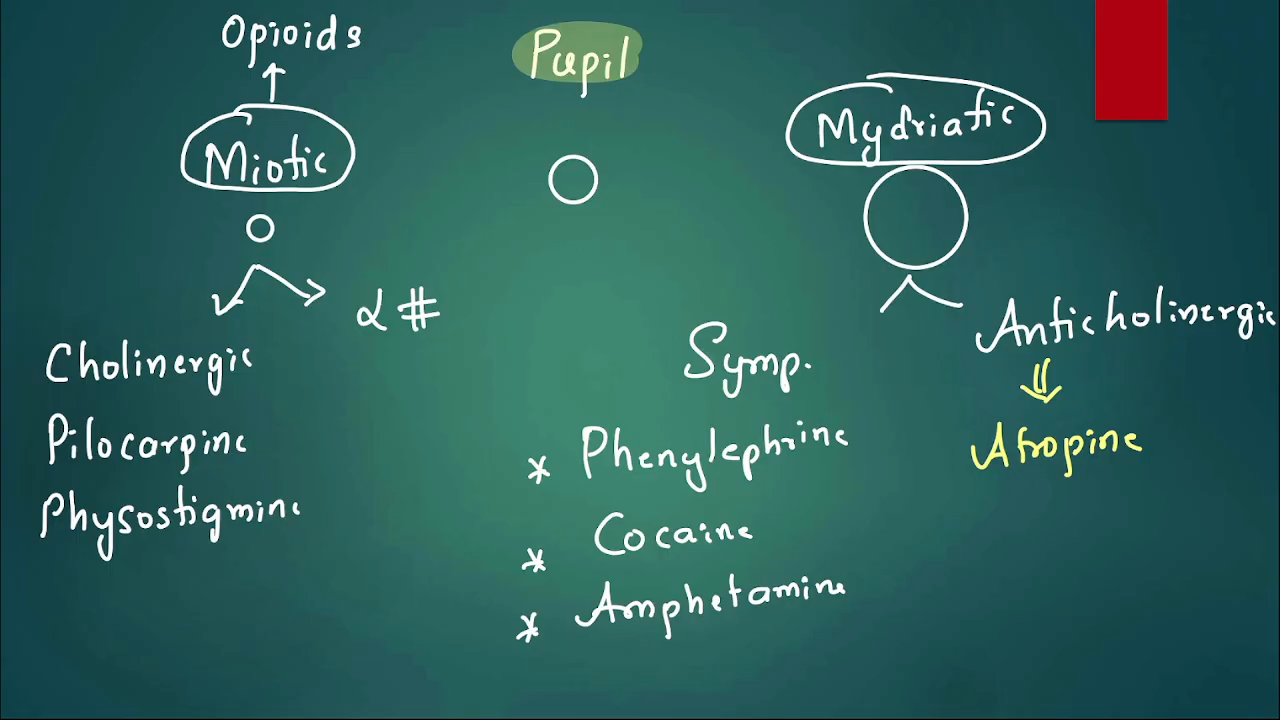 Opioids
Pupil
Miotic
Mydriatic
α #
Cholinergic
Pilocarpine
Physostigmine
Symp.
* Phenylephrine
* Cocaine
* Amphetamine
Anticholinergic
Atropine